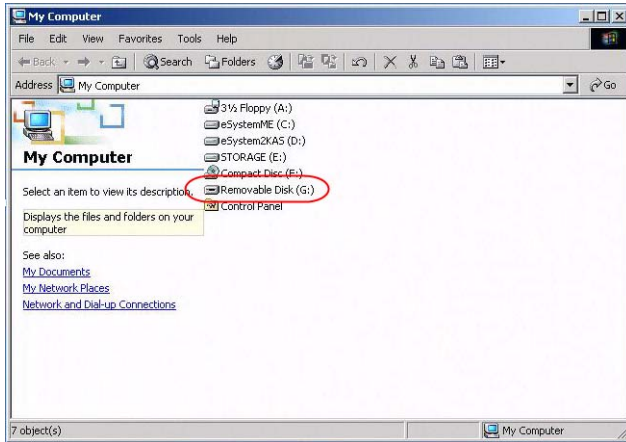 My Computer
File Edit View Favorites Tools Help
Back Search Folders
Address My Computer Go
3½ Floppy (A:)
eSystemME (C:)
eSystem2KAS (D:)
STORAGE (E:)
Compact Disc (F:)
Removable Disk (G:)
Control Panel
My Computer
Select an item to view its description.
Displays the files and folders on your
computer
See also:
My Documents
My Network Places
Network and Dial-up Connections
7 object(s) My Computer